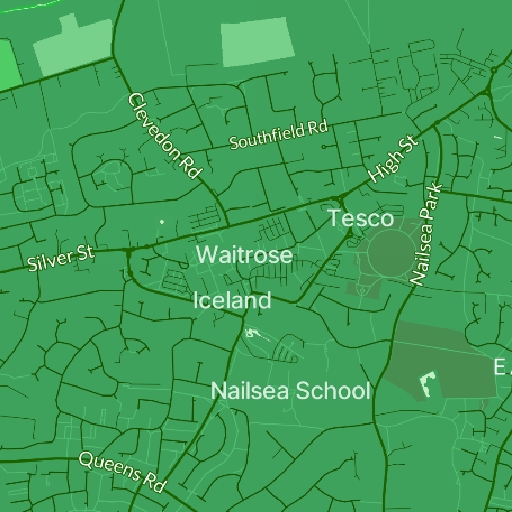 Clevedon Rd
Southfield Rd
High St
Tesco
Nailsea Park
Silver St
Waitrose
Iceland
E.
Nailsea School
Queens Rd